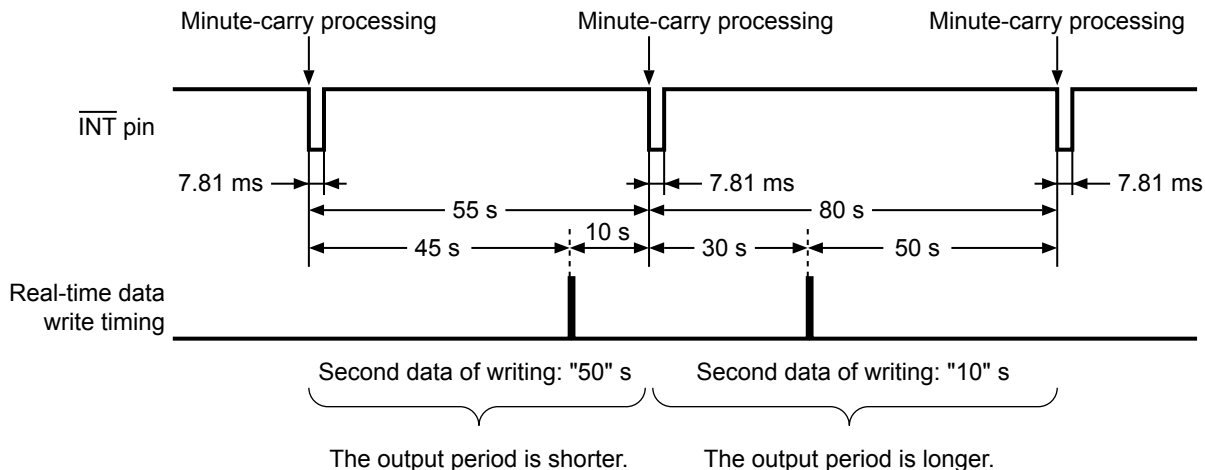 Minute-carry processing
Minute-carry processing
Minute-carry processing
INT pin
7.81 ms
7.81 ms
7.81 ms
55 s
80 s
45 s
10 s
30 s
50 s
Real-time data
write timing
Second data of writing: "50" s
Second data of writing: "10" s
The output period is shorter.
The output period is longer.